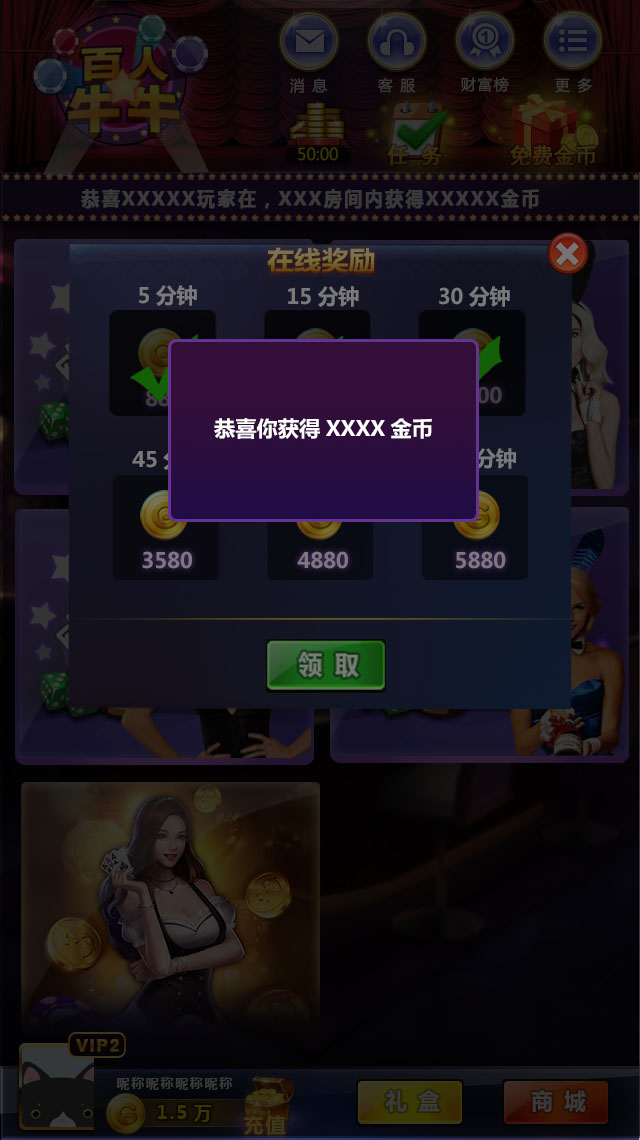 百人
牛牛
消息
客服
财富榜
更多
50:00
任务
免费金币
恭喜XXXXX玩家在，XXX房间内获得XXXXX金币
在线奖励
5 分钟
15 分钟
30 分钟
恭喜你获得 XXXX 金币
45
分钟
3580
4880
5880
领取
VIP2
昵称昵称昵称昵称
1.5 万
充值
礼盒
商城